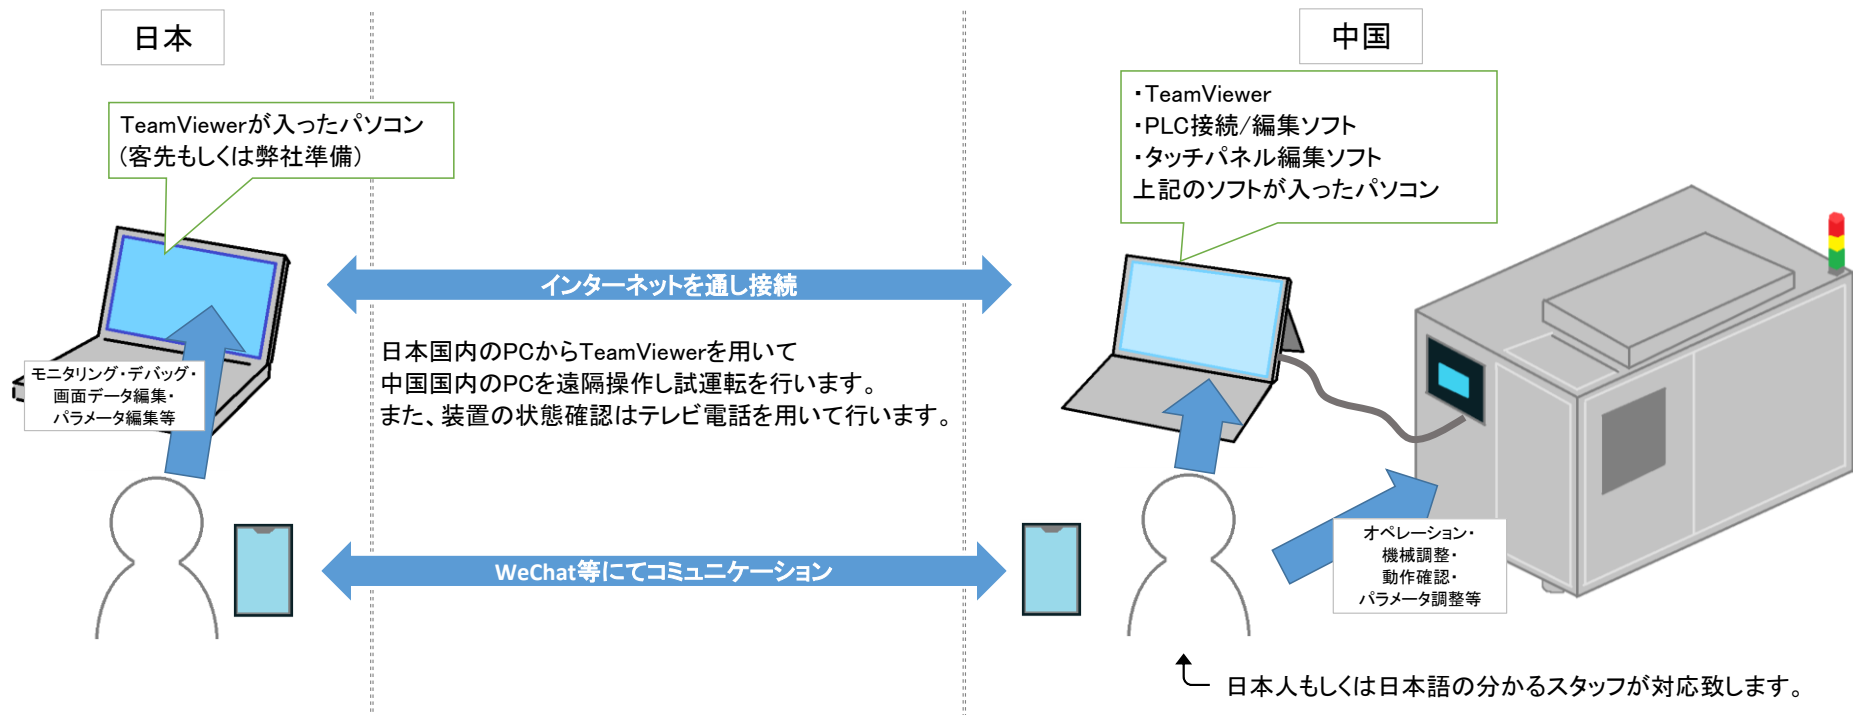 日本
中国
TeamViewerが入ったパソコン
(客先もしくは弊社準備)
・TeamViewer
・PLC接続/編集ソフト
・タッチパネル編集ソフト
上記のソフトが入ったパソコン
インターネットを通し接続
日本国内のPCからTeamViewerを用いて
中国国内のPCを遠隔操作し試運転を行います。
また、装置の状態確認はテレビ電話を用いて行います。
モニタリング・デバッグ・
画面データ編集・
パラメータ編集等
WeChat等にてコミュニケーション
オペレーション・
機械調整・
動作確認・
パラメータ調整等
日本人もしくは日本語の分かるスタッフが対応致します。